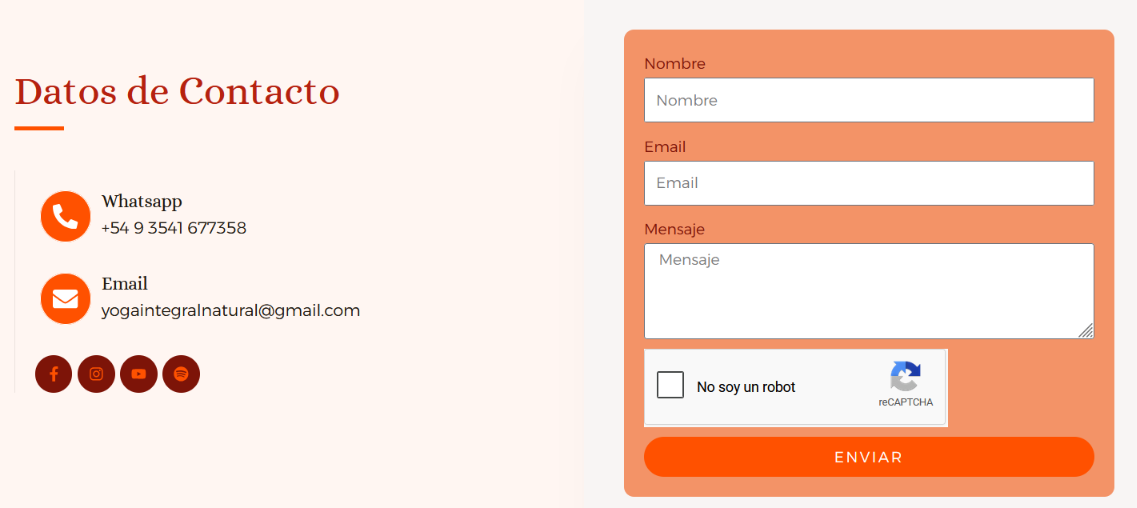 Datos de Contacto
Whatsapp
+54 9 3541 677358
Email
yogaintegralnatural@gmail.com
Nombre
Nombre
Email
Email
Mensaje
Mensaje
No soy un robot
reCAPTCHA
ENVIAR